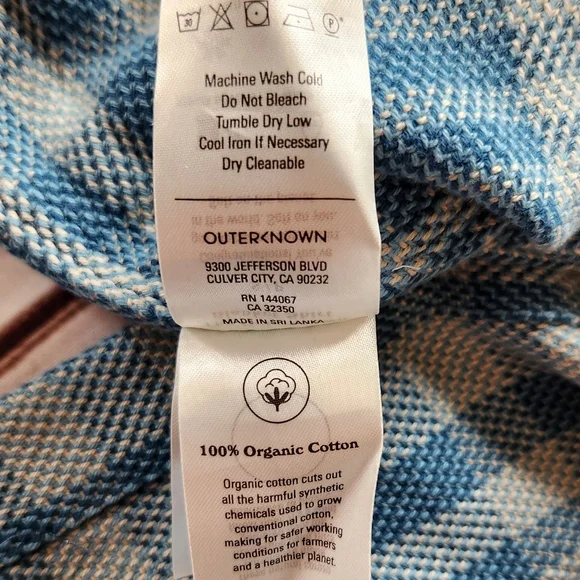 30
P
Machine Wash Cold
Do Not Bleach
Tumble Dry Low
Cool Iron If Necessary
Dry Cleanable
OUTERKNOWN
9300 JEFFERSON BLVD
CULVER CITY, CA 90232
RN 144067
CA 32350
MADE IN SRI LANKA
100% Organic Cotton
Organic cotton cuts out
all the harmful synthetic
chemicals used to grow
conventional cotton,
making for safer working
conditions for farmers
and a healthier planet.